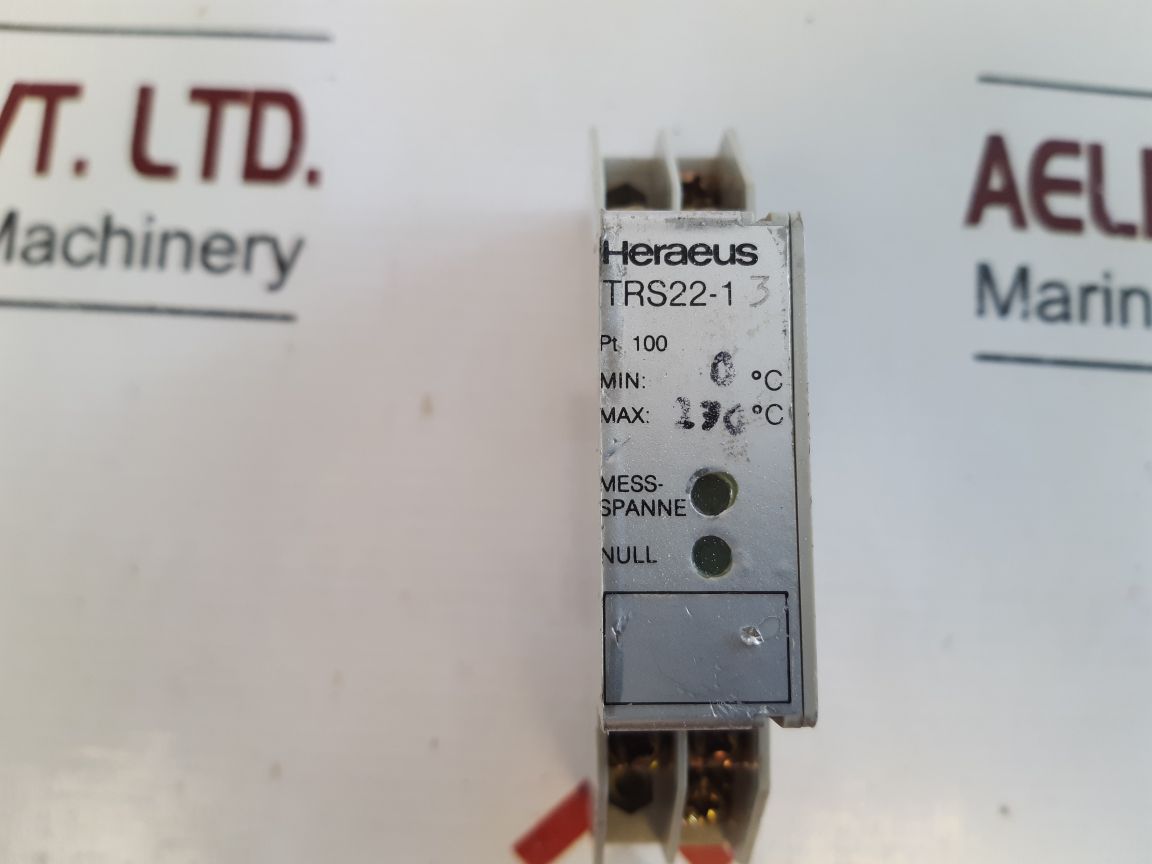 VT. LTD.
Machinery
AEL
Marin
Heraeus
TRS22-1 3
Pt 100
MIN: 0 °C
MAX: °C
MESS-
SPANNE
NULL